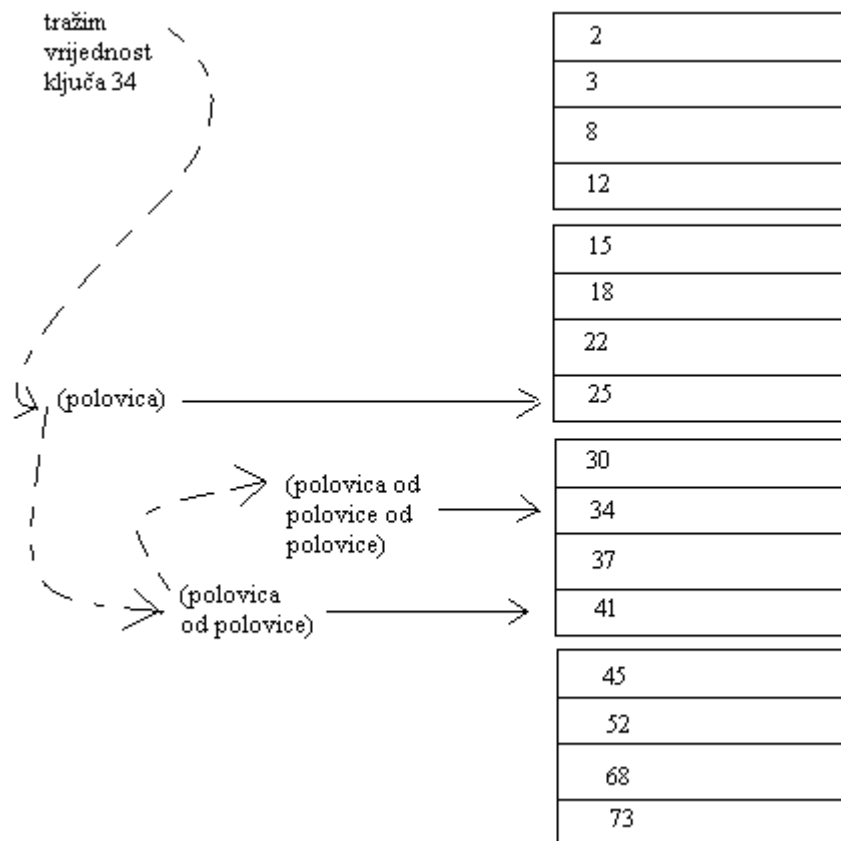 tražim
vrijednost
ključa 34
2
3
8
12
15
18
22
(polovica)
25
30
(polovica od
polovice od
polovice)
34
37
(polovica
od polovice)
41
45
52
68
73